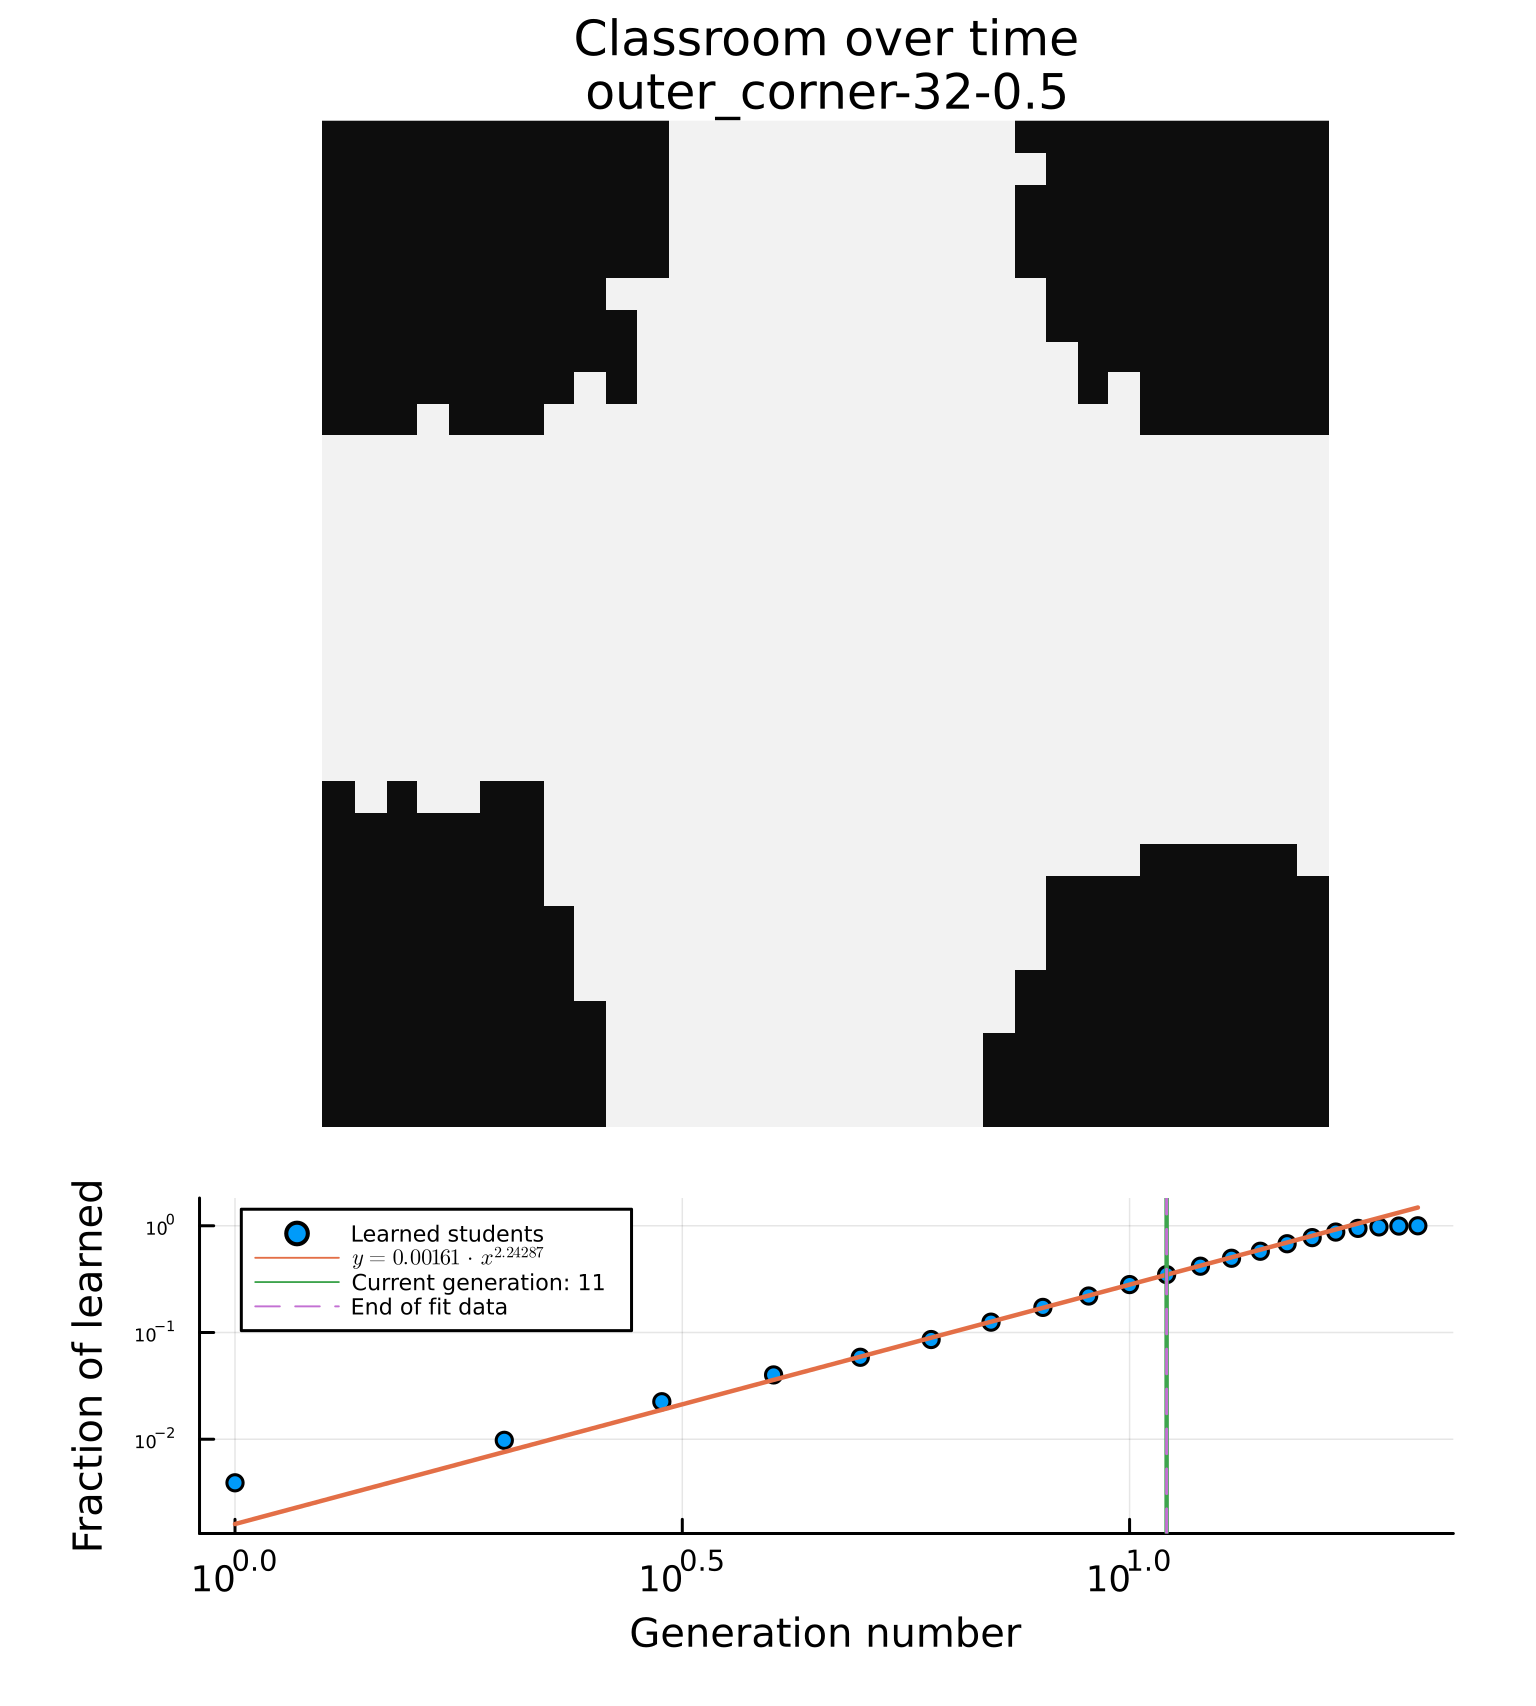 Classroom over time
outer_corner-32-0.5
Fraction of learned
10⁰
10⁻¹
10⁻²
Learned students
y = 0.00161 · x^2.24287
Current generation: 11
End of fit data
10^0.0
10^0.5
10^1.0
Generation number